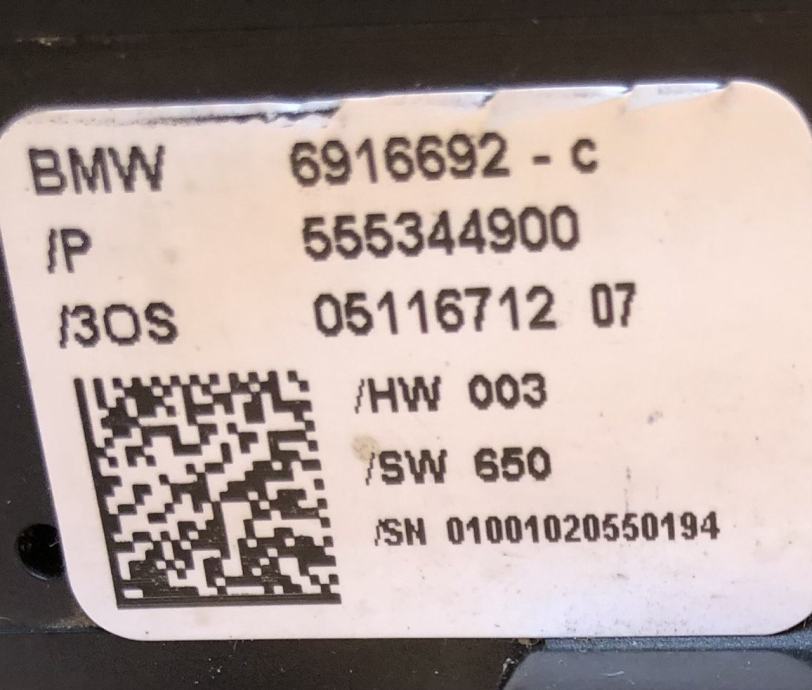 BMW 6916692 - C
/P 555344900
/3OS 05116712 07
/HW 003
/SW 650
/SN 01001020550194